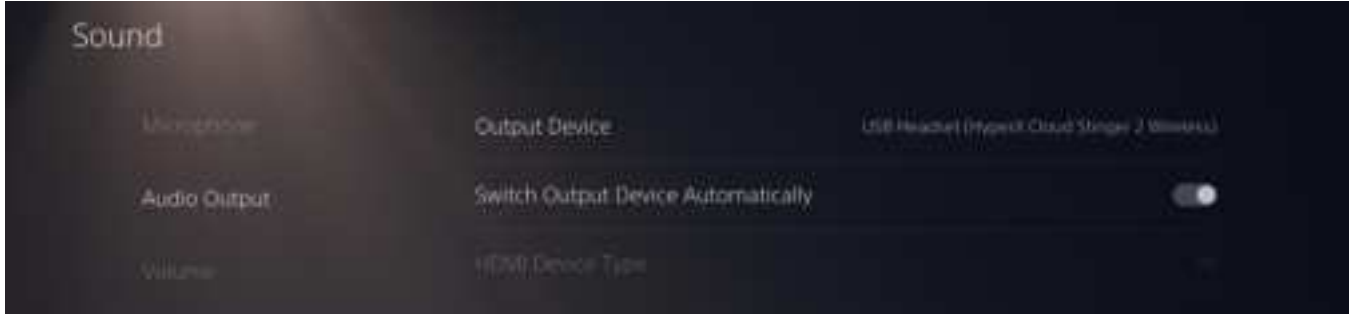 Sound
Microphone
Output Device
USB Headset (HyperX Cloud Stinger 2 Wireless)
Audio Output
Switch Output Device Automatically
Volume
HDMI Device Type